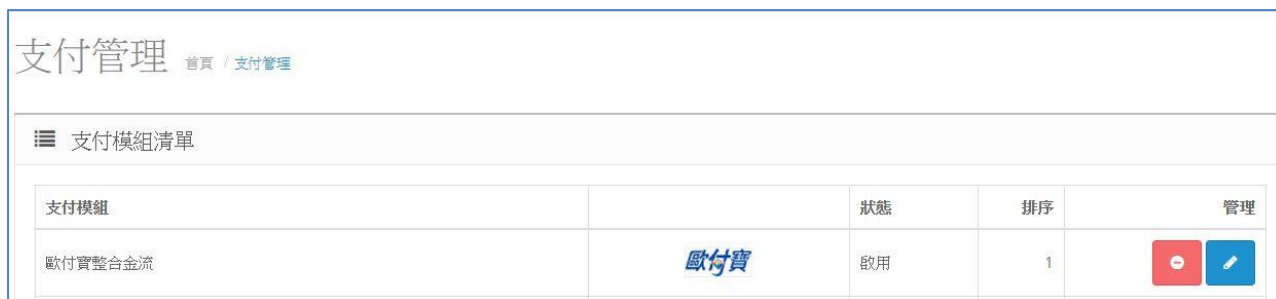 支付管理 首頁 / 支付管理
支付模組清單
支付模組 狀態 排序 管理
歐付寶整合金流 歐付寶 啟用 1